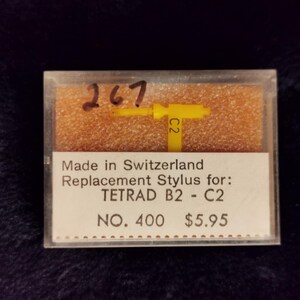 267
C2
Made in Switzerland
Replacement Stylus for:
TETRAD B2 - C2
NO. 400 $5.95